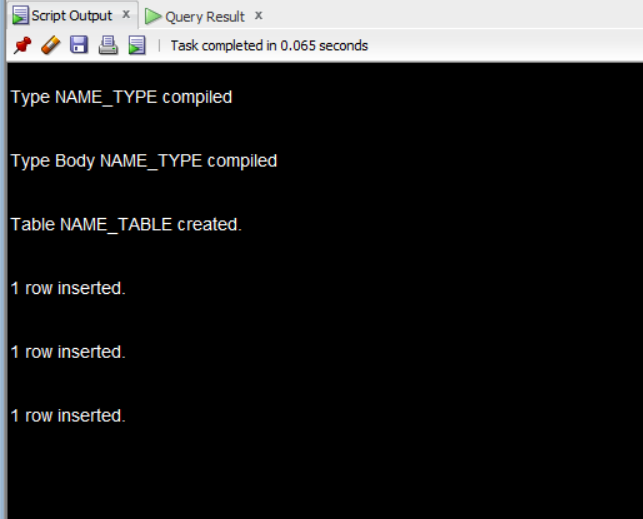 Script Output x Query Result x
Task completed in 0.065 seconds
Type NAME_TYPE compiled
Type Body NAME_TYPE compiled
Table NAME_TABLE created.
1 row inserted.
1 row inserted.
1 row inserted.